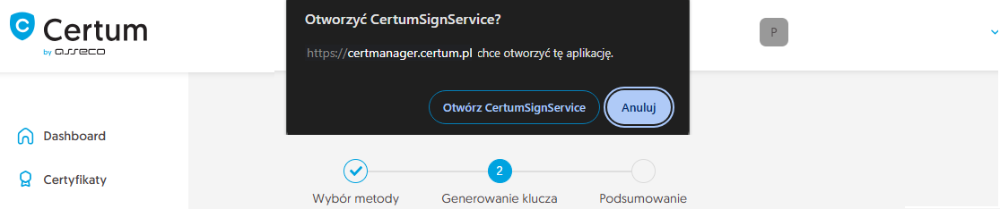 Certum
by asseco
Otworzyć CertumSignService?
https://certmanager.certum.pl chce otworzyć tę aplikację.
Otwórz CertumSignService
Anuluj
P
Dashboard
Certyfikaty
2
Wybór metody
Generowanie klucza
Podsumowanie